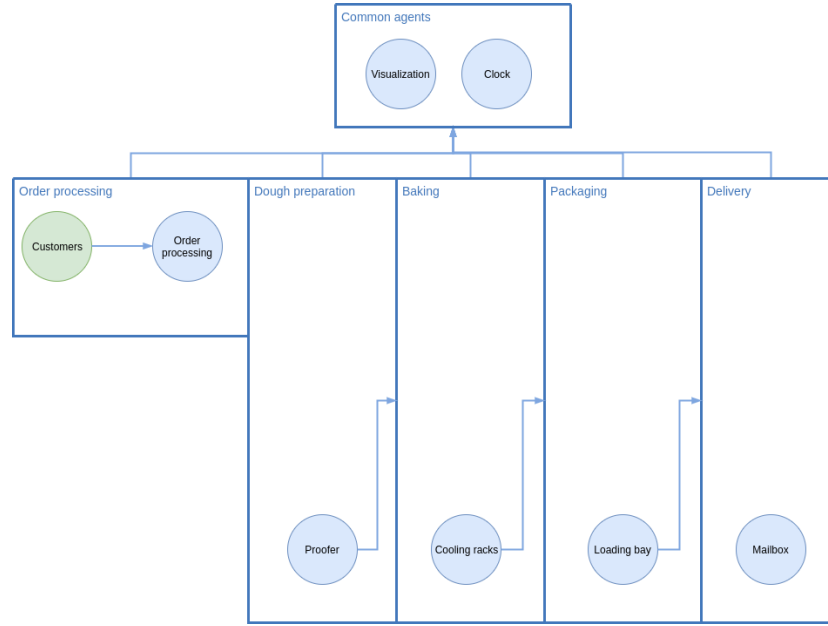 Common agents
Visualization
Clock
Order processing
Dough preparation
Baking
Packaging
Delivery
Customers
Order
processing
Proofer
Cooling racks
Loading bay
Mailbox